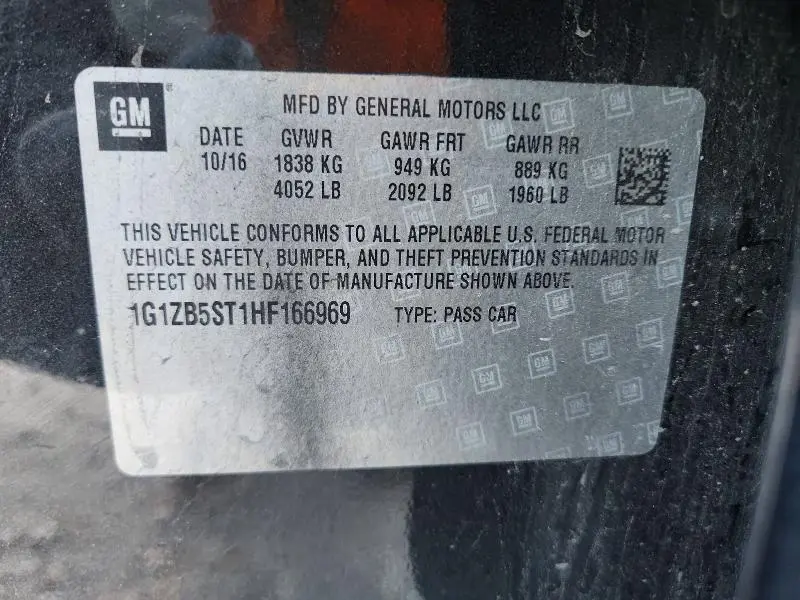 GM
MFD BY GENERAL MOTORS LLC
DATE GVWR GAWR FRT GAWR RR
10/16 1838 KG 949 KG 889 KG
4052 LB 2092 LB 1960 LB
THIS VEHICLE CONFORMS TO ALL APPLICABLE U.S. FEDERAL MOTOR
VEHICLE SAFETY, BUMPER, AND THEFT PREVENTION STANDARDS IN
EFFECT ON THE DATE OF MANUFACTURE SHOWN ABOVE.
1G1ZB5ST1HF166969 TYPE: PASS CAR